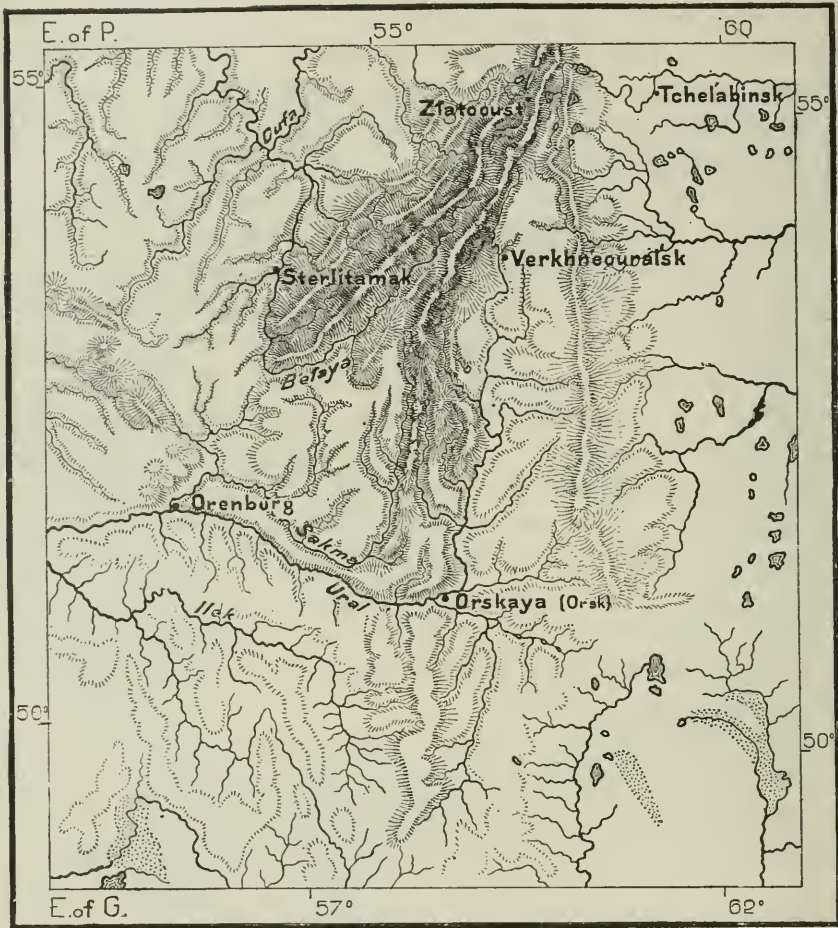 E. of P. 55° 60
55° 55°
Zlatooust
Tchelabinsk
Oufa
Verkhneouralsk
Sterlitamak
Belaya
Orenburg
Sakma
Ural
Orskaya (Orsk)
Ilek
50° 50°
E. of G. 57° 62°